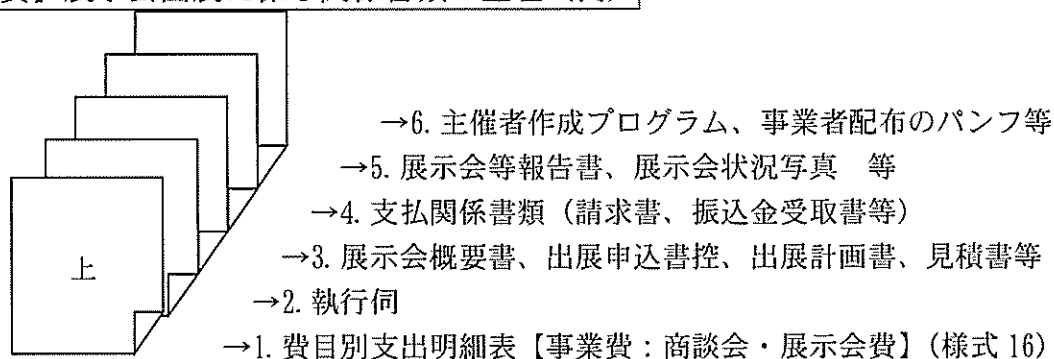 上
→6. 主催者作成プログラム、事業者配布のパンフ等
→5. 展示会等報告書、展示会状況写真　等
→4. 支払関係書類（請求書、振込金受取書等）
→3. 展示会概要書、出展申込書控、出展計画書、見積書等
→2. 執行伺
→1. 費目別支出明細表【事業費：商談会・展示会費】（様式 16）